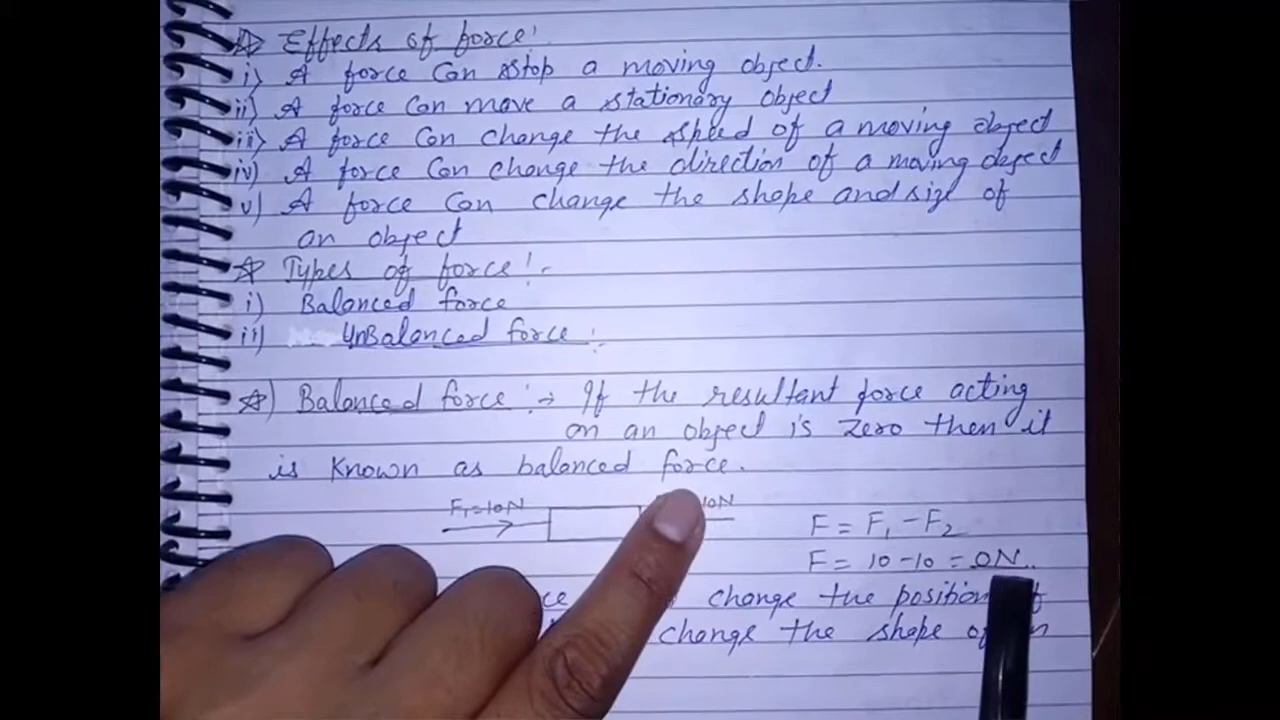 Effects of force:
i) A force can stop a moving object.
ii) A force can move a stationary object
iii) A force can change the speed of a moving object
iv) A force can change the direction of a moving object
v) A force can change the shape and size of
an object
Types of force:-
i) Balanced force
ii) UnBalanced force:
Balanced force :→ If the resultant force acting
on an object is zero then it
is known as balanced force.
F₁=10N 10N
F = F₁ - F₂
F = 10-10 = 0N.
change the position
change the shape